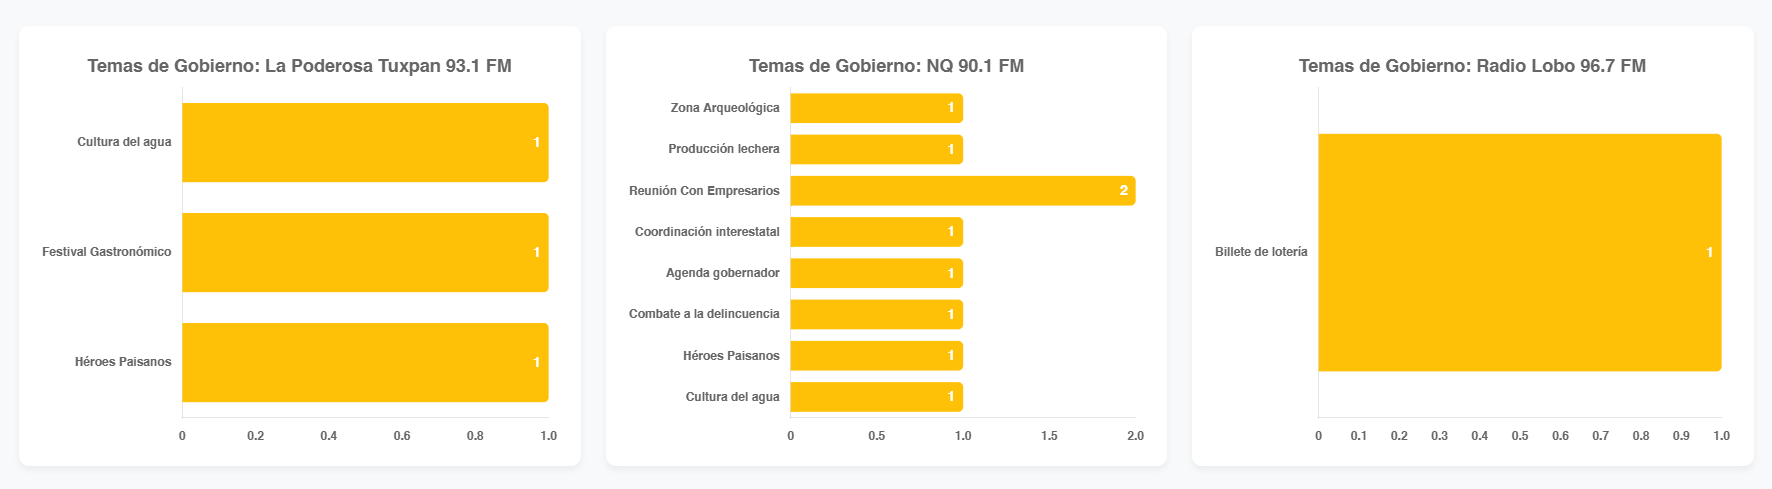 Temas de Gobierno: La Poderosa Tuxpan 93.1 FM
Cultura del agua
1
Festival Gastronómico
1
Héroes Paisanos
1
0 0.2 0.4 0.6 0.8 1.0
Temas de Gobierno: NQ 90.1 FM
Zona Arqueológica
1
Producción lechera
1
Reunión Con Empresarios
2
Coordinación interestatal
1
Agenda gobernador
1
Combate a la delincuencia
1
Héroes Paisanos
1
Cultura del agua
1
0 0.5 1.0 1.5 2.0
Temas de Gobierno: Radio Lobo 96.7 FM
Billete de lotería
1
0 0.1 0.2 0.3 0.4 0.5 0.6 0.7 0.8 0.9 1.0